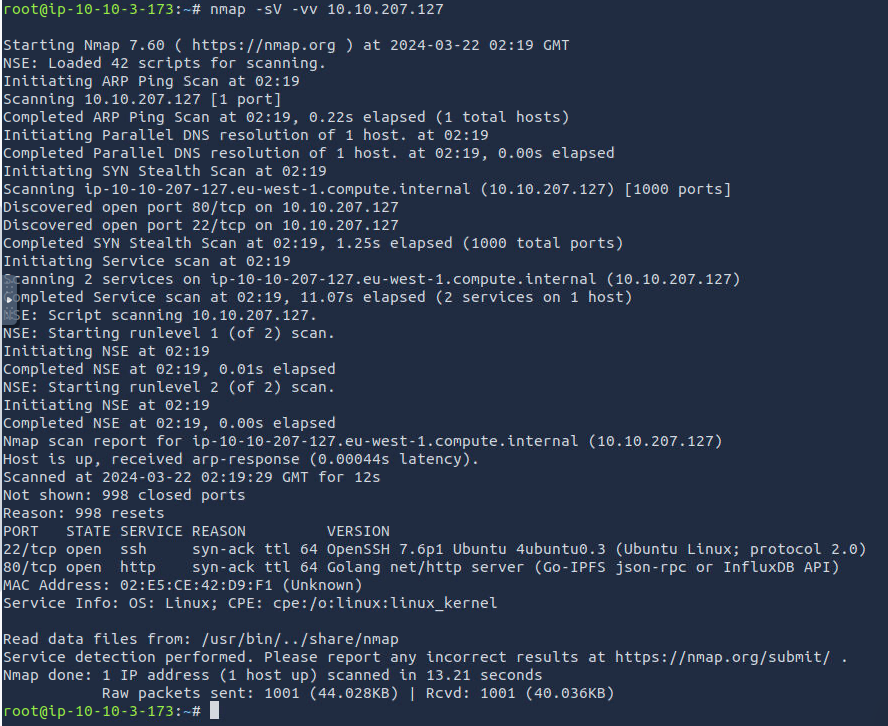 root@ip-10-10-3-173:~# nmap -sV -vv 10.10.207.127
Starting Nmap 7.60 ( https://nmap.org ) at 2024-03-22 02:19 GMT
NSE: Loaded 42 scripts for scanning.
Initiating ARP Ping Scan at 02:19
Scanning 10.10.207.127 [1 port]
Completed ARP Ping Scan at 02:19, 0.22s elapsed (1 total hosts)
Initiating Parallel DNS resolution of 1 host. at 02:19
Completed Parallel DNS resolution of 1 host. at 02:19, 0.00s elapsed
Initiating SYN Stealth Scan at 02:19
Scanning ip-10-10-207-127.eu-west-1.compute.internal (10.10.207.127) [1000 ports]
Discovered open port 80/tcp on 10.10.207.127
Discovered open port 22/tcp on 10.10.207.127
Completed SYN Stealth Scan at 02:19, 1.25s elapsed (1000 total ports)
Initiating Service scan at 02:19
Scanning 2 services on ip-10-10-207-127.eu-west-1.compute.internal (10.10.207.127)
Completed Service scan at 02:19, 11.07s elapsed (2 services on 1 host)
NSE: Script scanning 10.10.207.127.
NSE: Starting runlevel 1 (of 2) scan.
Initiating NSE at 02:19
Completed NSE at 02:19, 0.01s elapsed
NSE: Starting runlevel 2 (of 2) scan.
Initiating NSE at 02:19
Completed NSE at 02:19, 0.00s elapsed
Nmap scan report for ip-10-10-207-127.eu-west-1.compute.internal (10.10.207.127)
Host is up, received arp-response (0.00044s latency).
Scanned at 2024-03-22 02:19:29 GMT for 12s
Not shown: 998 closed ports
Reason: 998 resets
PORT   STATE SERVICE REASON         VERSION
22/tcp open  ssh     syn-ack ttl 64 OpenSSH 7.6p1 Ubuntu 4ubuntu0.3 (Ubuntu Linux; protocol 2.0)
80/tcp open  http    syn-ack ttl 64 Golang net/http server (Go-IPFS json-rpc or InfluxDB API)
MAC Address: 02:E5:CE:42:D9:F1 (Unknown)
Service Info: OS: Linux; CPE: cpe:/o:linux:linux_kernel
Read data files from: /usr/bin/../share/nmap
Service detection performed. Please report any incorrect results at https://nmap.org/submit/ .
Nmap done: 1 IP address (1 host up) scanned in 13.21 seconds
           Raw packets sent: 1001 (44.028KB) | Rcvd: 1001 (40.036KB)
root@ip-10-10-3-173:~#